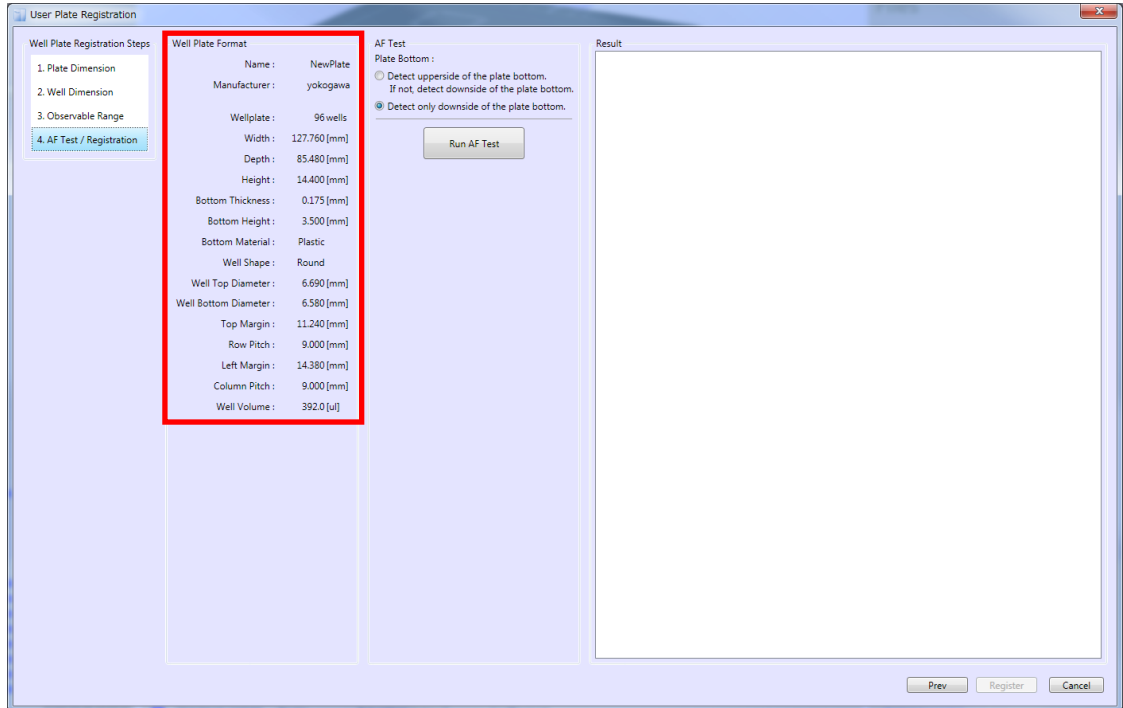 User Plate Registration
x
Well Plate Registration Steps
1. Plate Dimension
2. Well Dimension
3. Observable Range
4. AF Test / Registration
Well Plate Format
Name : NewPlate
Manufacturer : yokogawa
Wellplate : 96 wells
Width : 127.760 [mm]
Depth : 85.480 [mm]
Height : 14.400 [mm]
Bottom Thickness : 0.175 [mm]
Bottom Height : 3.500 [mm]
Bottom Material : Plastic
Well Shape : Round
Well Top Diameter : 6.690 [mm]
Well Bottom Diameter : 6.580 [mm]
Top Margin : 11.240 [mm]
Row Pitch : 9.000 [mm]
Left Margin : 14.380 [mm]
Column Pitch : 9.000 [mm]
Well Volume : 392.0 [ul]
AF Test
Plate Bottom :
Detect upperside of the plate bottom.
If not, detect downside of the plate bottom.
Detect only downside of the plate bottom.
Run AF Test
Result
Prev Register Cancel